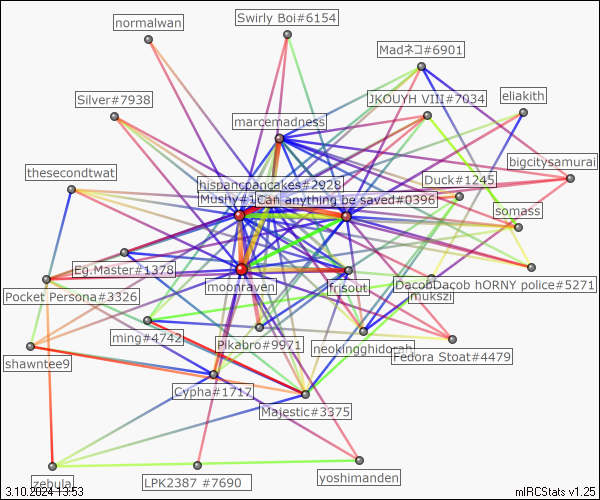 Swirly Boi#6154
normalwan
Madネコ#6901
Silver#7938
JKOUYH VIII#7034
eliakith
marcemadness
bigcitysamurai
thesecondtwat
hispancpancakes#2928
Duck#1245
Mushy#1
Can anything be saved#0396
somass
Eg.Master#1378
moonraven
frisout
DacobDacob hORNY police#5271
Pocket Persona#3326
mukszi
ming#4742
Pikabro#9971
neokingghidorah
Fedora Stoat#4479
shawntee9
Cypha#1717
Majestic#3375
zebula
LPK2387 #7690
yoshimanden
3.10.2024 13:53
mIRCStats v1.25